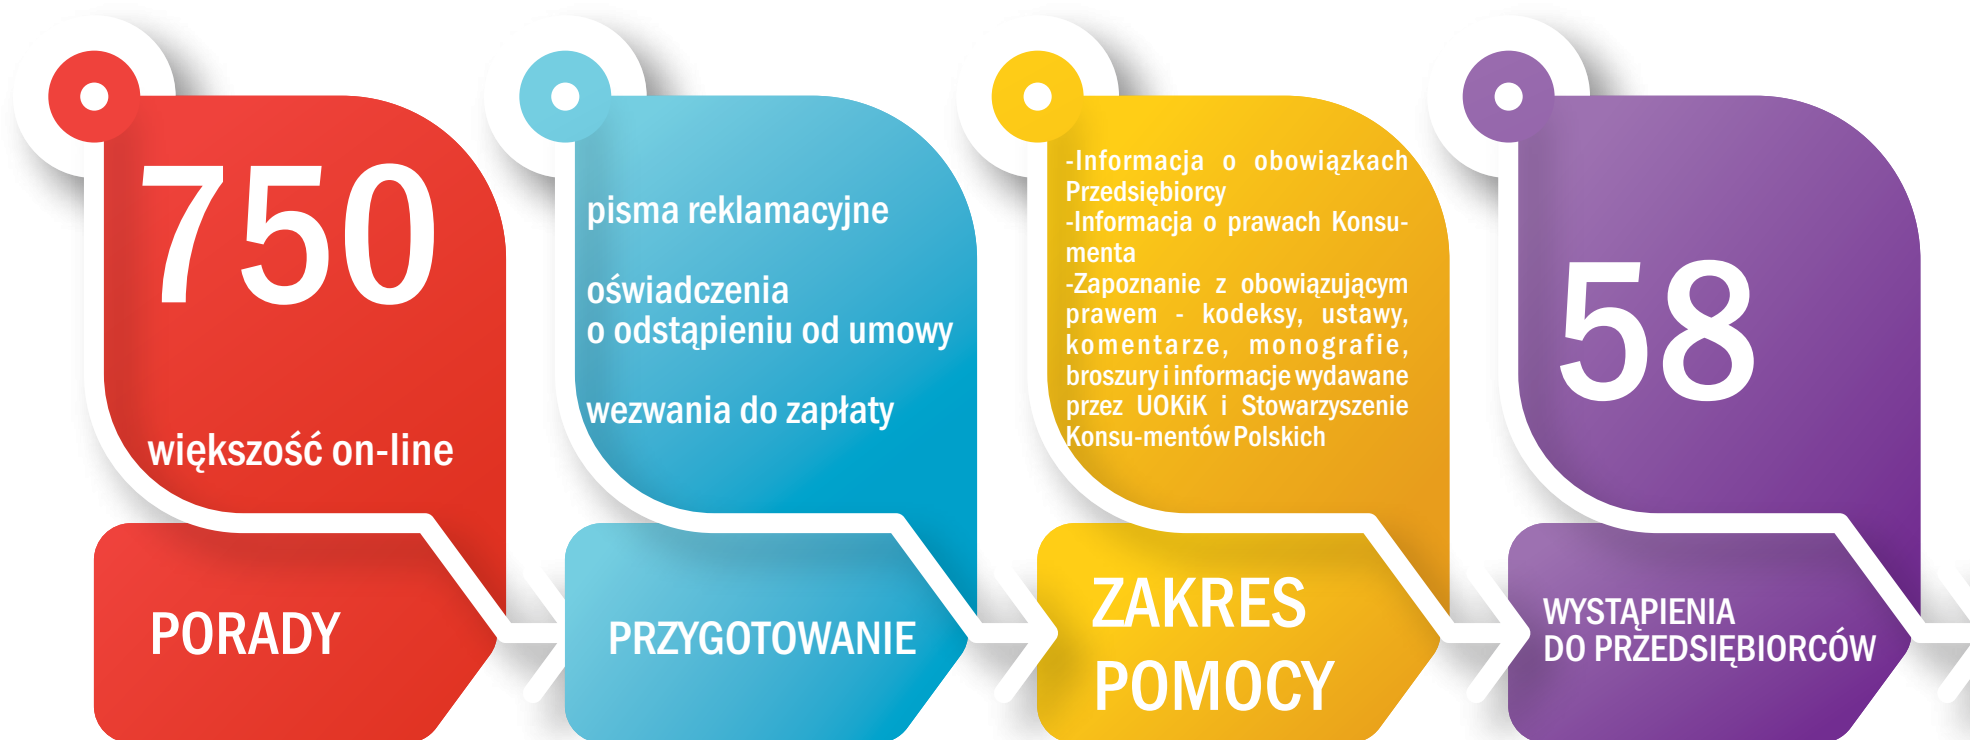 750
większość on-line
PORADY
pisma reklamacyjne
oświadczenia
o odstąpieniu od umowy
wezwania do zapłaty
PRZYGOTOWANIE
-Informacja o obowiązkach
Przedsiębiorcy
-Informacja o prawach Konsu-
menta
-Zapoznanie z obowiązującym
prawem - kodeksy, ustawy,
komentarze, monografie,
broszury i informacje wydawane
przez UOKiK i Stowarzyszenie
Konsu-mentów Polskich
ZAKRES
POMOCY
58
WYSTĄPIENIA
DO PRZEDSIĘBIORCÓW